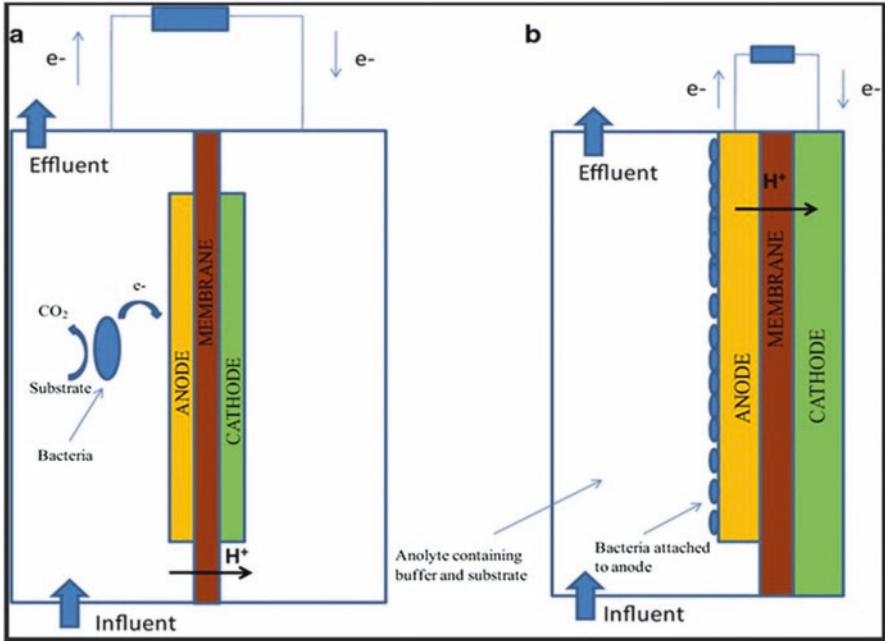 a
e-
e-
Effluent
e-
CO₂
Substrate
Bacteria
ANODE
MEMBRANE
CATHODE
H⁺
Influent
b
e-
e-
Effluent
H⁺
ANODE
MEMBRANE
CATHODE
Anolyte containing
buffer and substrate
Bacteria attached
to anode
Influent